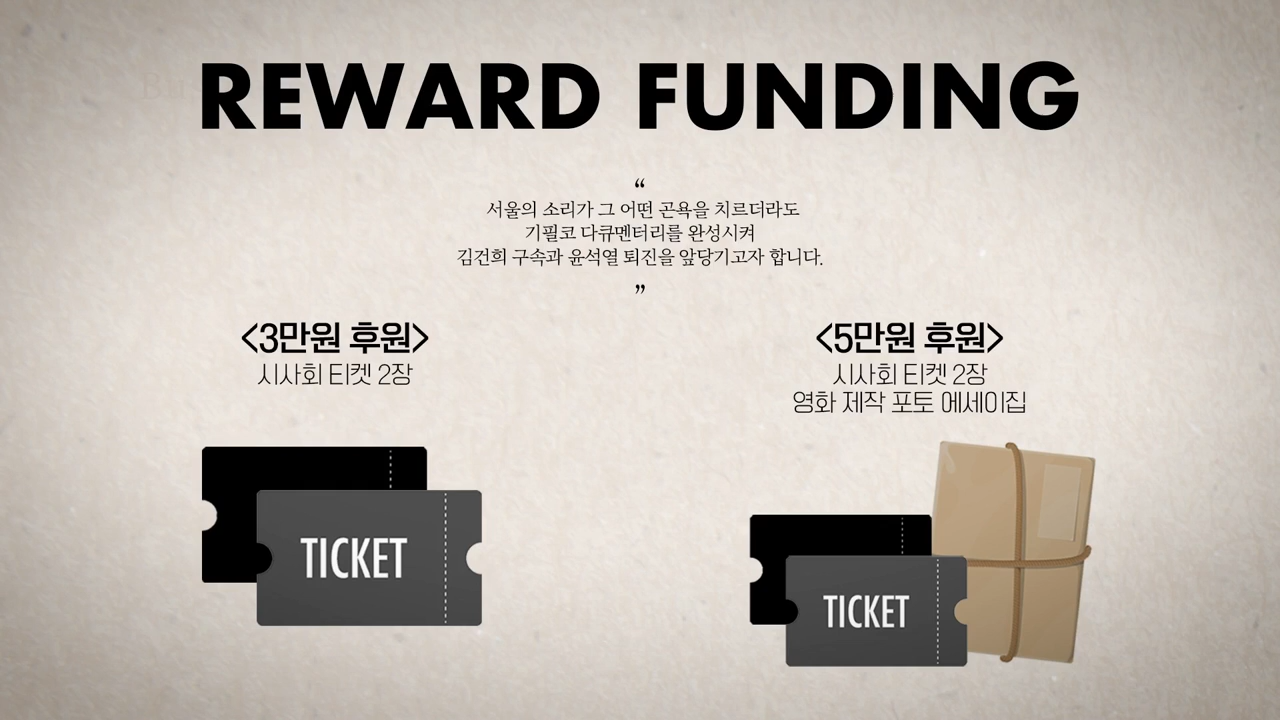 REWARD FUNDING
“
서울의 소리가 그 어떤 곤욕을 치르더라도
기필코 다큐멘터리를 완성시켜
김건희 구속과 윤석열 퇴진을 앞당기고자 합니다.
”
<3만원 후원>
시사회 티켓 2장
TICKET
<5만원 후원>
시사회 티켓 2장
영화 제작 포토 에세이집
TICKET